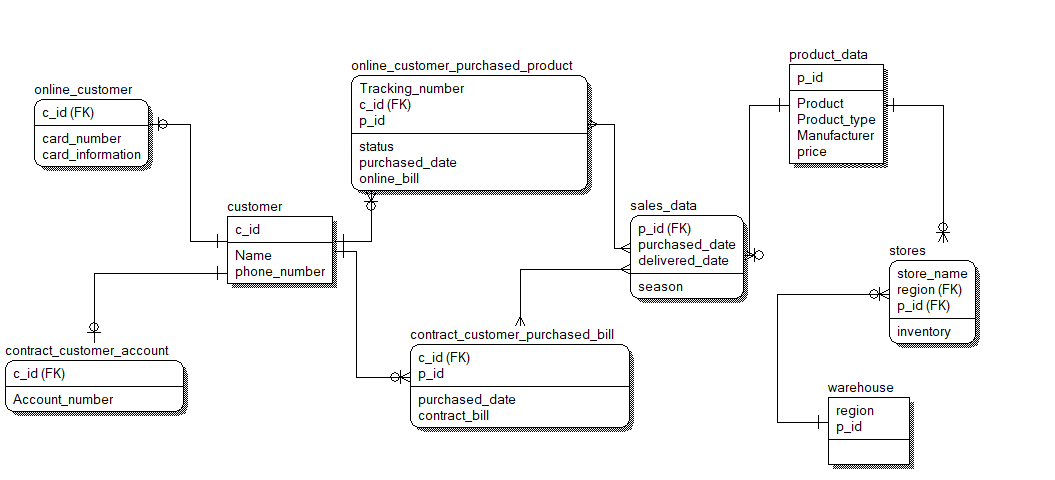 online_customer
c_id (FK)
card_number
card_information
online_customer_purchased_product
Tracking_number
c_id (FK)
p_id
status
purchased_date
online_bill
product_data
p_id
Product
Product_type
Manufacturer
price
customer
c_id
Name
phone_number
sales_data
p_id (FK)
purchased_date
delivered_date
season
stores
store_name
region (FK)
p_id (FK)
inventory
contract_customer_account
c_id (FK)
Account_number
contract_customer_purchased_bill
c_id (FK)
p_id
purchased_date
contract_bill
warehouse
region
p_id